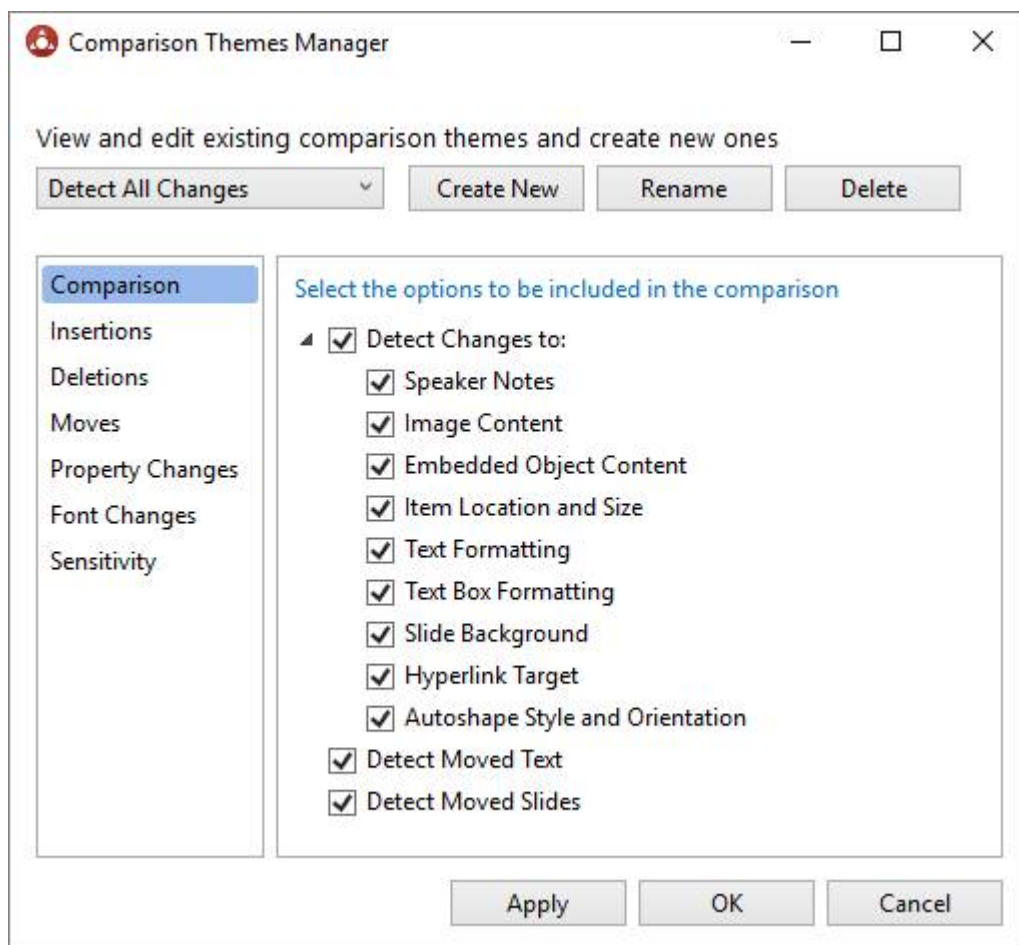 Comparison Themes Manager
View and edit existing comparison themes and create new ones
Detect All Changes Create New Rename Delete
Comparison
Insertions
Deletions
Moves
Property Changes
Font Changes
Sensitivity
Select the options to be included in the comparison
Detect Changes to:
Speaker Notes
Image Content
Embedded Object Content
Item Location and Size
Text Formatting
Text Box Formatting
Slide Background
Hyperlink Target
Autoshape Style and Orientation
Detect Moved Text
Detect Moved Slides
Apply OK Cancel